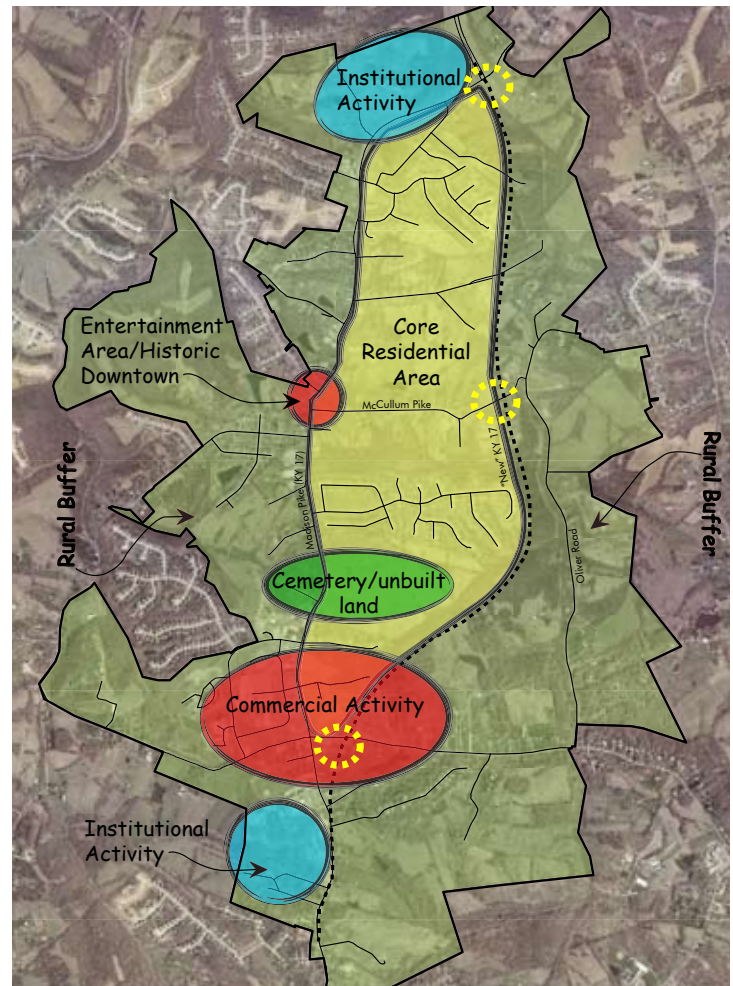 Institutional
Activity
Entertainment
Area/Historic
Downtown
Core
Residential
Area
McCullum Pike
"New" KY 17
Madison Pike (KY 17)
Rural Buffer
Rural Buffer
Oliver Road
Cemetery/unbuilt
land
Commercial Activity
Institutional
Activity